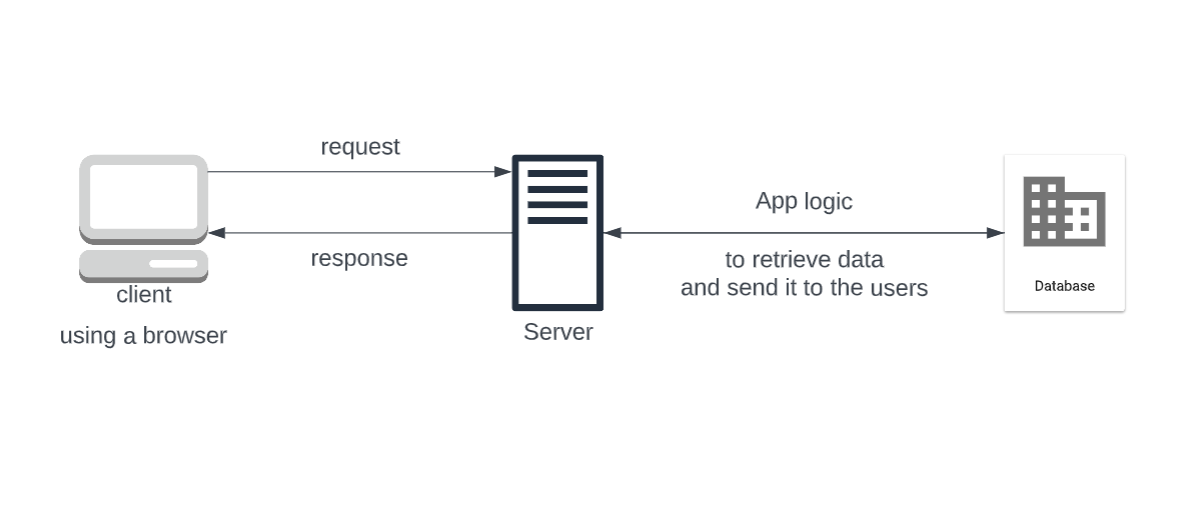 request
response
client
using a browser
Server
App logic
to retrieve data
and send it to the users
Database